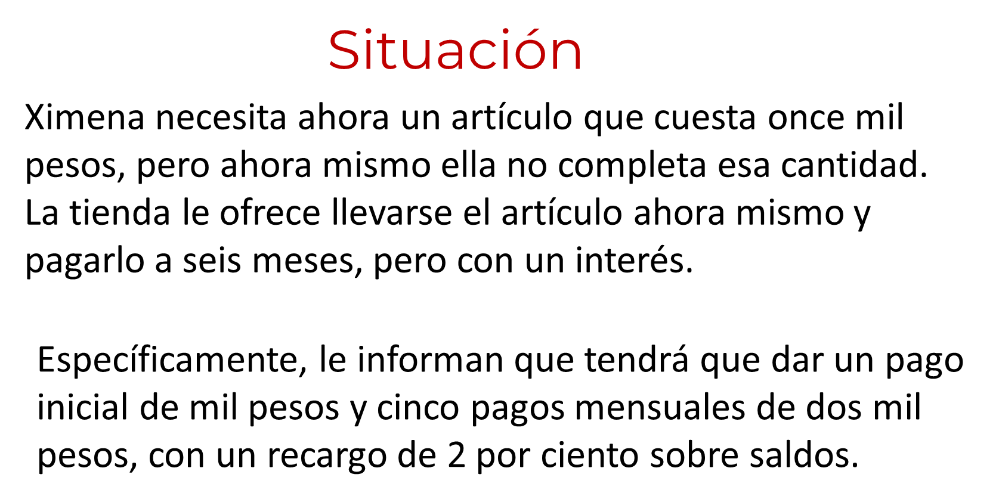 Situación
Ximena necesita ahora un artículo que cuesta once mil
pesos, pero ahora mismo ella no completa esa cantidad.
La tienda le ofrece llevarse el artículo ahora mismo y
pagarlo a seis meses, pero con un interés.
Específicamente, le informan que tendrá que dar un pago
inicial de mil pesos y cinco pagos mensuales de dos mil
pesos, con un recargo de 2 por ciento sobre saldos.